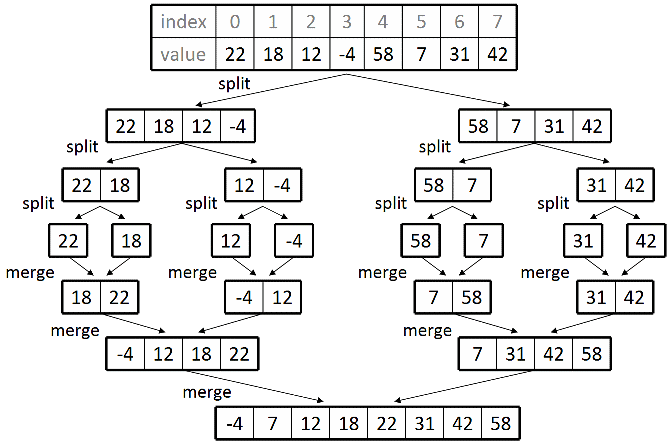 index 0 1 2 3 4 5 6 7
value 22 18 12 -4 58 7 31 42
split
22 18 12 -4 58 7 31 42
split split
22 18 12 -4 58 7 31 42
split split split split
22 18 12 -4 58 7 31 42
merge merge merge merge
18 22 -4 12 7 58 31 42
merge merge
-4 12 18 22 7 31 42 58
merge
-4 7 12 18 22 31 42 58